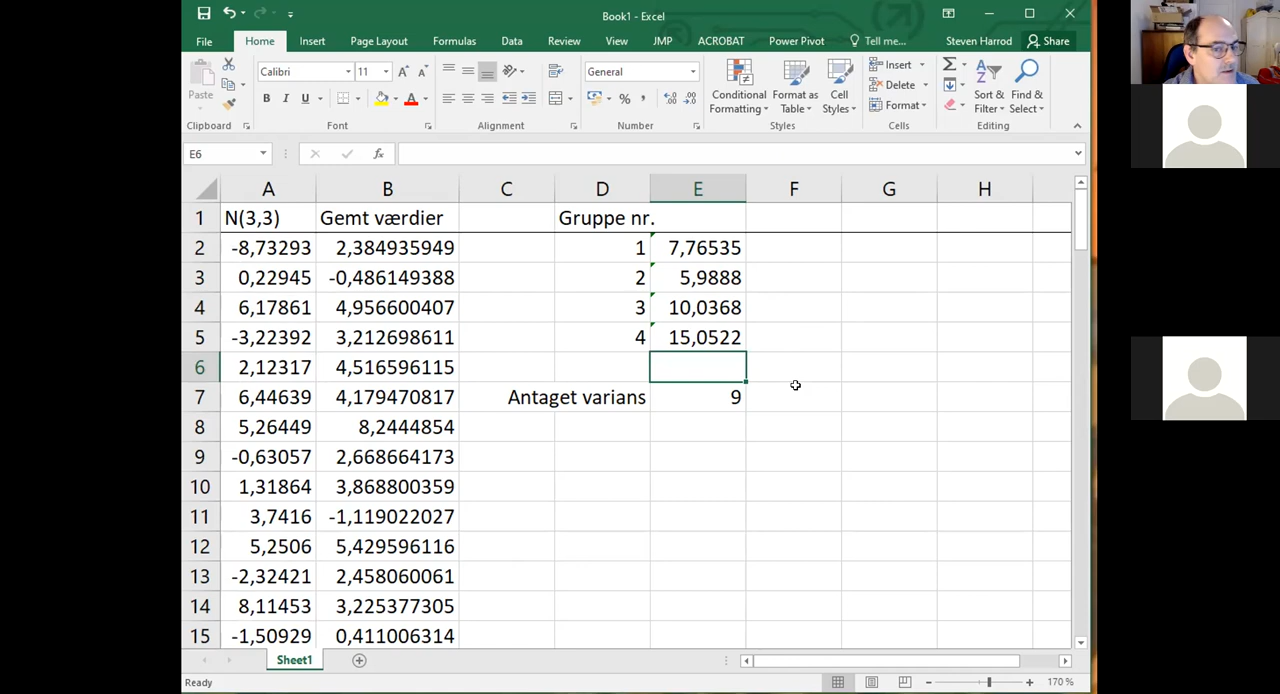 Book1 - Excel
File Home Insert Page Layout Formulas Data Review View JMP ACROBAT Power Pivot Tell me... Steven Harrod Share
Paste
Calibri 11 A A
B I U A
General
% ,
Conditional Formatting
Format as Table
Cell Styles
Insert
Delete
Format
Sort & Filter
Find & Select
Clipboard Font Alignment Number Styles Cells Editing
E6 fx
A B C D E F G H
1 N(3,3) Gemt værdier Gruppe nr.
2 -8,73293 2,384935949 1 7,76535
3 0,22945 -0,486149388 2 5,9888
4 6,17861 4,956600407 3 10,0368
5 -3,22392 3,212698611 4 15,0522
6 2,12317 4,516596115
7 6,44639 4,179470817 Antaget varians 9
8 5,26449 8,2444854
9 -0,63057 2,668664173
10 1,31864 3,868800359
11 3,7416 -1,119022027
12 5,2506 5,429596116
13 -2,32421 2,458060061
14 8,11453 3,225377305
15 -1,50929 0,411006314
Sheet1
Ready 170 %